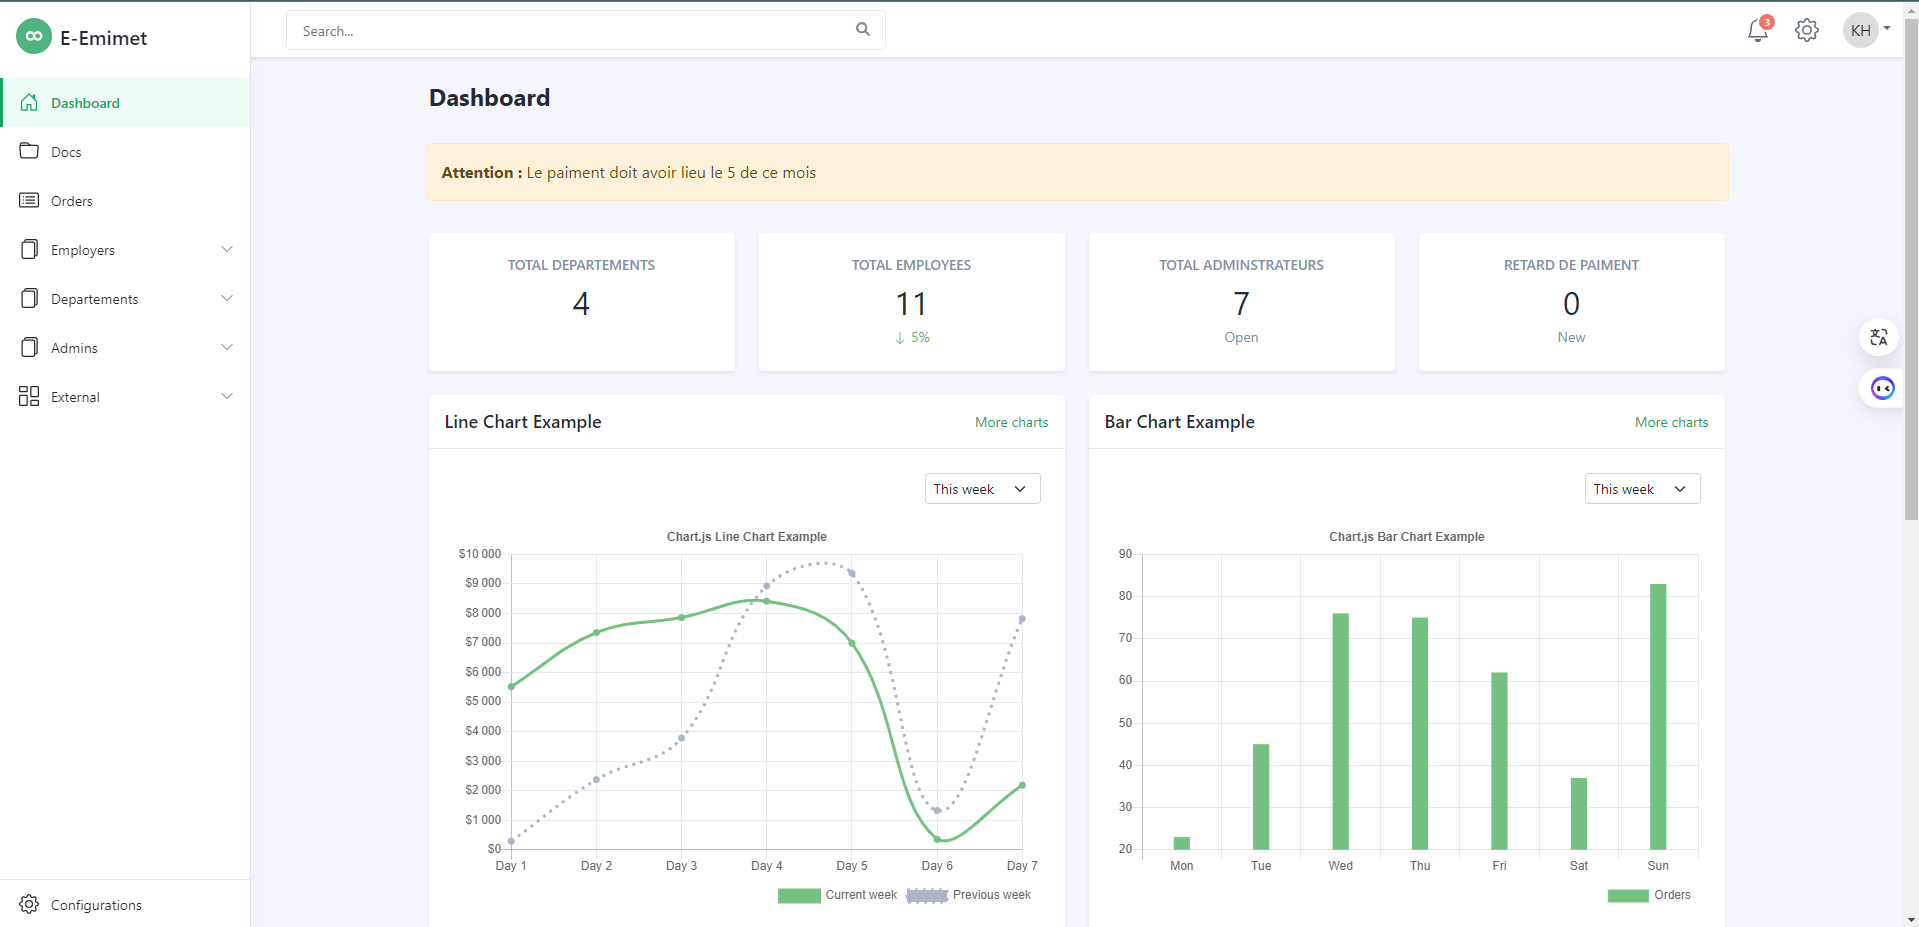 E-Emimet
Search...
3
KH
Dashboard
Docs
Orders
Employers
Departements
Admins
External
Configurations
Dashboard
Attention : Le paiment doit avoir lieu le 5 de ce mois
TOTAL DEPARTEMENTS
4
TOTAL EMPLOYEES
11
↓ 5%
TOTAL ADMINSTRATEURS
7
Open
RETARD DE PAIMENT
0
New
Line Chart Example
More charts
This week
Chart.js Line Chart Example
$10 000
$9 000
$8 000
$7 000
$6 000
$5 000
$4 000
$3 000
$2 000
$1 000
$0
Day 1 Day 2 Day 3 Day 4 Day 5 Day 6 Day 7
Current week Previous week
Bar Chart Example
More charts
This week
Chart.js Bar Chart Example
90
80
70
60
50
40
30
20
Mon Tue Wed Thu Fri Sat Sun
Orders